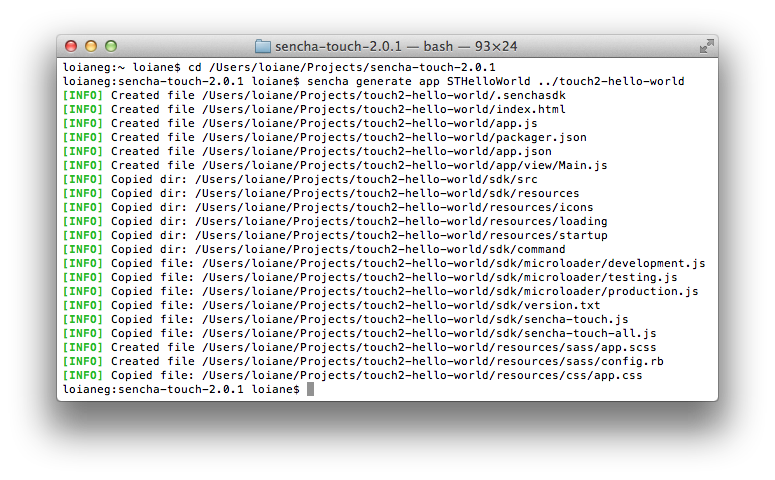 sencha-touch-2.0.1 — bash — 93×24
loianeg:~ loiane$ cd /Users/loiane/Projects/sencha-touch-2.0.1
loianeg:sencha-touch-2.0.1 loiane$ sencha generate app STHelloWorld ../touch2-hello-world
[INFO] Created file /Users/loiane/Projects/touch2-hello-world/.senchasdk
[INFO] Created file /Users/loiane/Projects/touch2-hello-world/index.html
[INFO] Created file /Users/loiane/Projects/touch2-hello-world/app.js
[INFO] Created file /Users/loiane/Projects/touch2-hello-world/packager.json
[INFO] Created file /Users/loiane/Projects/touch2-hello-world/app.json
[INFO] Created file /Users/loiane/Projects/touch2-hello-world/app/view/Main.js
[INFO] Copied dir: /Users/loiane/Projects/touch2-hello-world/sdk/src
[INFO] Copied dir: /Users/loiane/Projects/touch2-hello-world/sdk/resources
[INFO] Copied dir: /Users/loiane/Projects/touch2-hello-world/resources/icons
[INFO] Copied dir: /Users/loiane/Projects/touch2-hello-world/resources/loading
[INFO] Copied dir: /Users/loiane/Projects/touch2-hello-world/resources/startup
[INFO] Copied dir: /Users/loiane/Projects/touch2-hello-world/sdk/command
[INFO] Copied file: /Users/loiane/Projects/touch2-hello-world/sdk/microloader/development.js
[INFO] Copied file: /Users/loiane/Projects/touch2-hello-world/sdk/microloader/testing.js
[INFO] Copied file: /Users/loiane/Projects/touch2-hello-world/sdk/microloader/production.js
[INFO] Copied file: /Users/loiane/Projects/touch2-hello-world/sdk/version.txt
[INFO] Copied file: /Users/loiane/Projects/touch2-hello-world/sdk/sencha-touch.js
[INFO] Copied file: /Users/loiane/Projects/touch2-hello-world/sdk/sencha-touch-all.js
[INFO] Created file /Users/loiane/Projects/touch2-hello-world/resources/sass/app.scss
[INFO] Created file /Users/loiane/Projects/touch2-hello-world/resources/sass/config.rb
[INFO] Copied file: /Users/loiane/Projects/touch2-hello-world/resources/css/app.css
loianeg:sencha-touch-2.0.1 loiane$